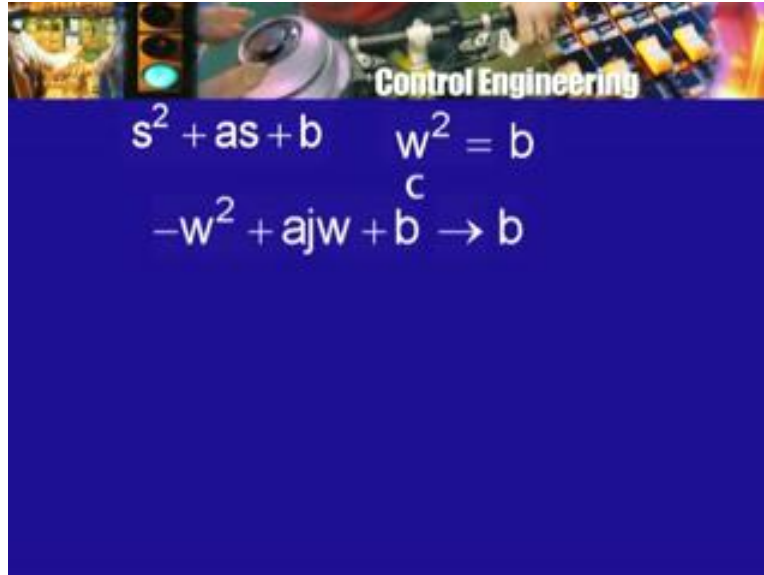 Control Engineering
s² + as + b w² = b
c
−w² + ajw + b → b